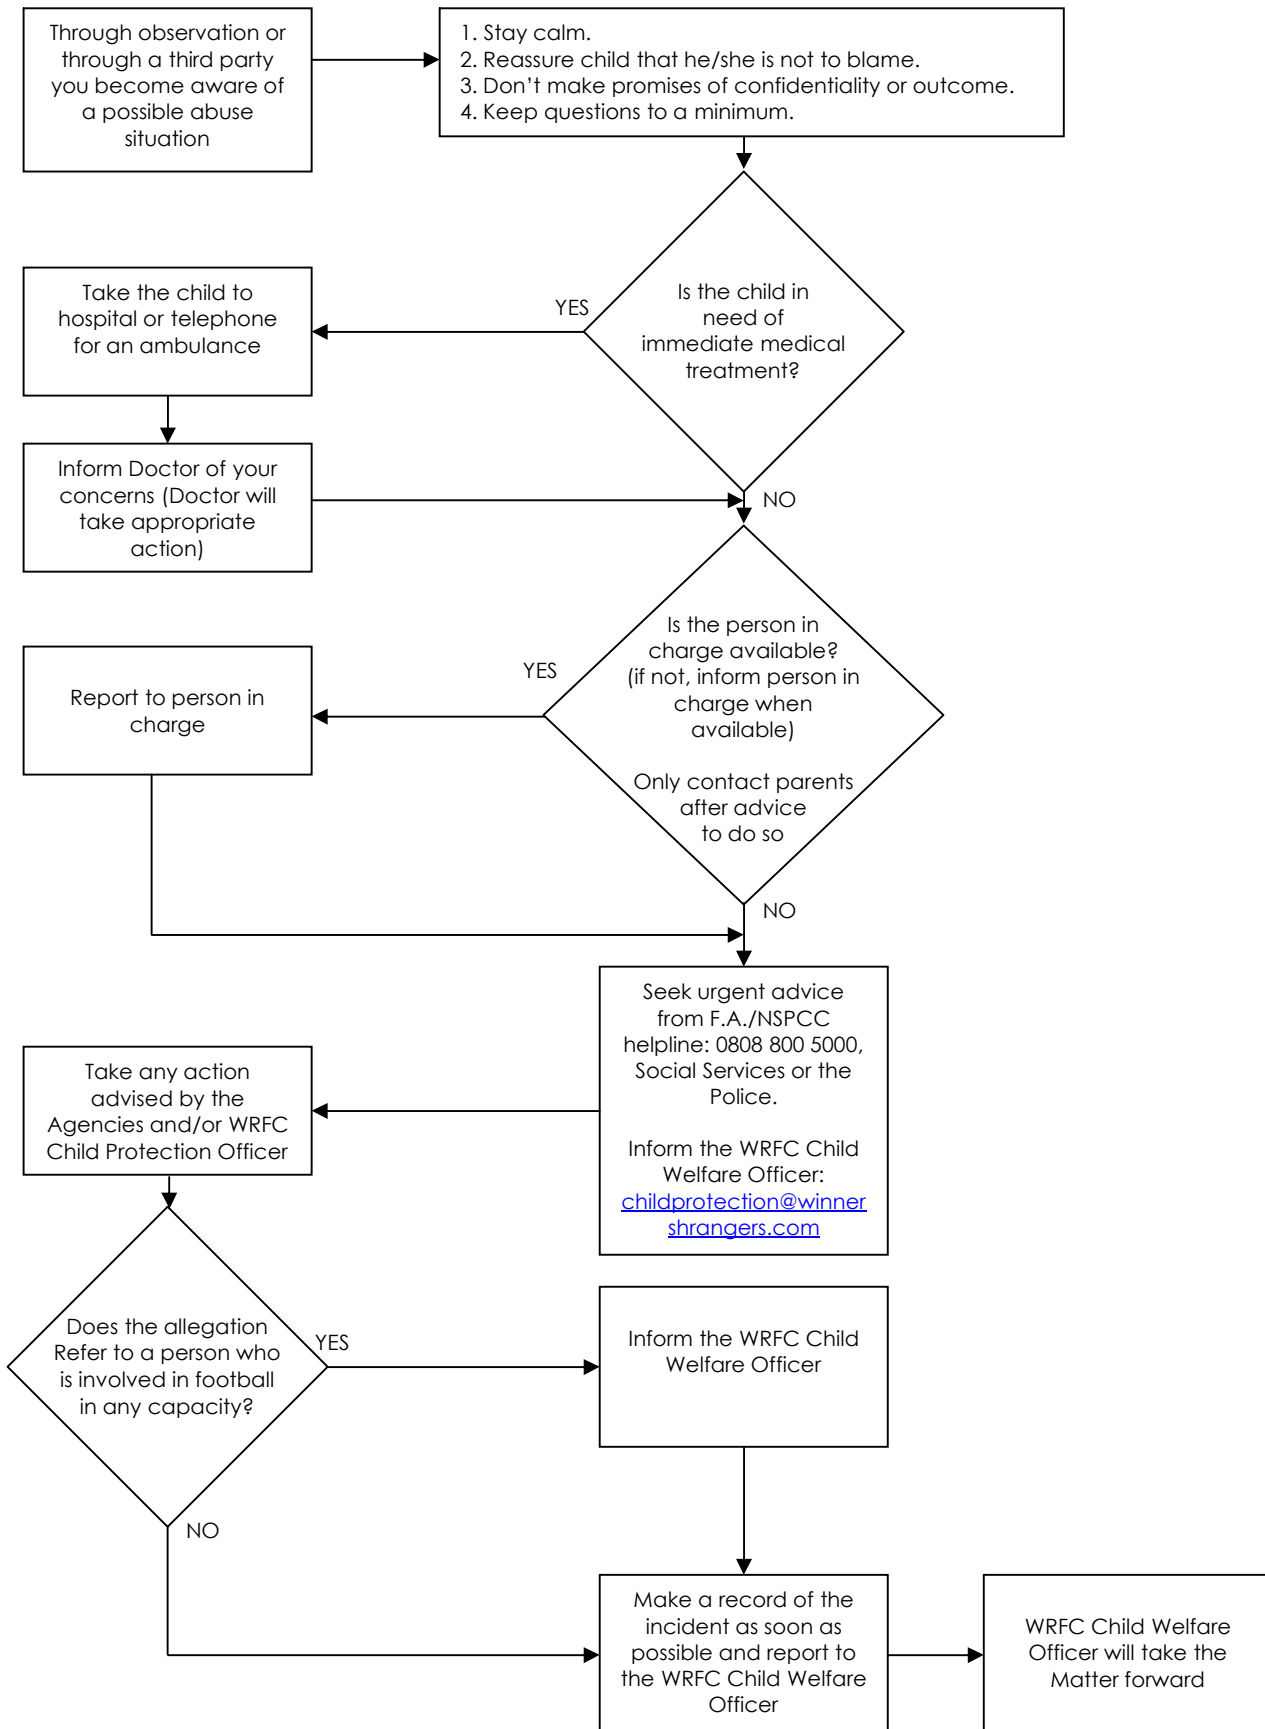 Through observation or
through a third party
you become aware of
a possible abuse
situation
1. Stay calm.
2. Reassure child that he/she is not to blame.
3. Don’t make promises of confidentiality or outcome.
4. Keep questions to a minimum.
Is the child in
need of
immediate medical
treatment?
YES
Take the child to
hospital or telephone
for an ambulance
Inform Doctor of your
concerns (Doctor will
take appropriate
action)
NO
Is the person in
charge available?
(if not, inform person in
charge when
available)
Only contact parents
after advice
to do so
YES
Report to person in
charge
NO
Seek urgent advice
from F.A./NSPCC
helpline: 0808 800 5000,
Social Services or the
Police.
Inform the WRFC Child
Welfare Officer:
childprotection@winner
shrangers.com
Take any action
advised by the
Agencies and/or WRFC
Child Protection Officer
Does the allegation
Refer to a person who
is involved in football
in any capacity?
YES
Inform the WRFC Child
Welfare Officer
NO
Make a record of the
incident as soon as
possible and report to
the WRFC Child Welfare
Officer
WRFC Child Welfare
Officer will take the
Matter forward